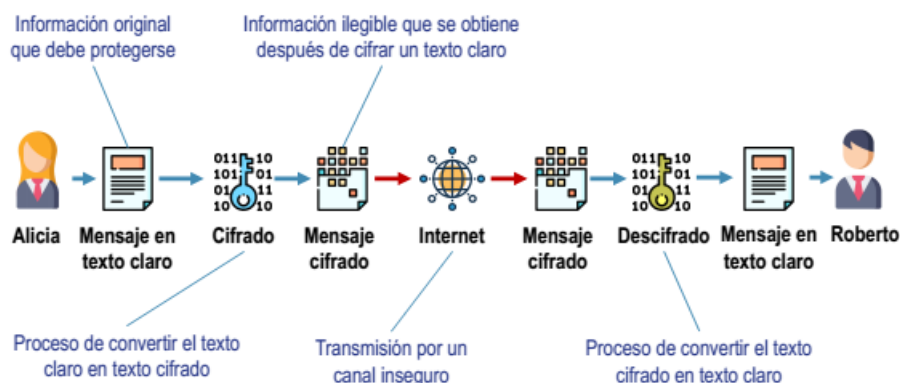 Información original
que debe protegerse
Información ilegible que se obtiene
después de cifrar un texto claro
011 10
101 01
01 11
10 10
011 10
101 01
01 11
10 10
Alicia
Mensaje en
texto claro
Cifrado
Mensaje
cifrado
Internet
Mensaje
cifrado
Descifrado
Mensaje en
texto claro
Roberto
Proceso de convertir el texto
claro en texto cifrado
Transmisión por un
canal inseguro
Proceso de convertir el texto
cifrado en texto claro